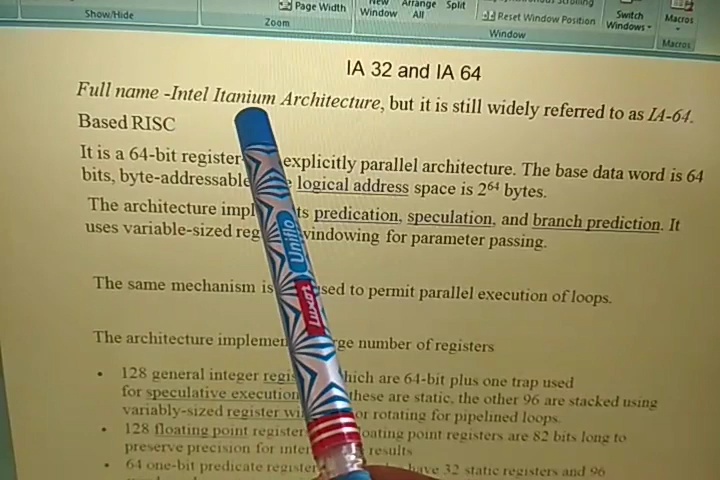 Show/Hide
Page Width
Zoom
New Window
Arrange All
Split
Reset Window Position
Window
Switch Windows
Macros
Macros
IA 32 and IA 64
Full name -Intel Itanium Architecture, but it is still widely referred to as IA-64.
Based RISC
It is a 64-bit register explicitly parallel architecture. The base data word is 64
bits, byte-addressable logical address space is 2⁶⁴ bytes.
The architecture impl ts predication, speculation, and branch prediction. It
uses variable-sized reg windowing for parameter passing.
The same mechanism is used to permit parallel execution of loops.
The architecture implemen rge number of registers
• 128 general integer regis hich are 64-bit plus one trap used
for speculative execution these are static, the other 96 are stacked using
variably-sized register wi or rotating for pipelined loops.
• 128 floating point register oating point registers are 82 bits long to
preserve precision for inter results
• 64 one-bit predicate register have 32 static registers and 96
Uniflo
Luxor